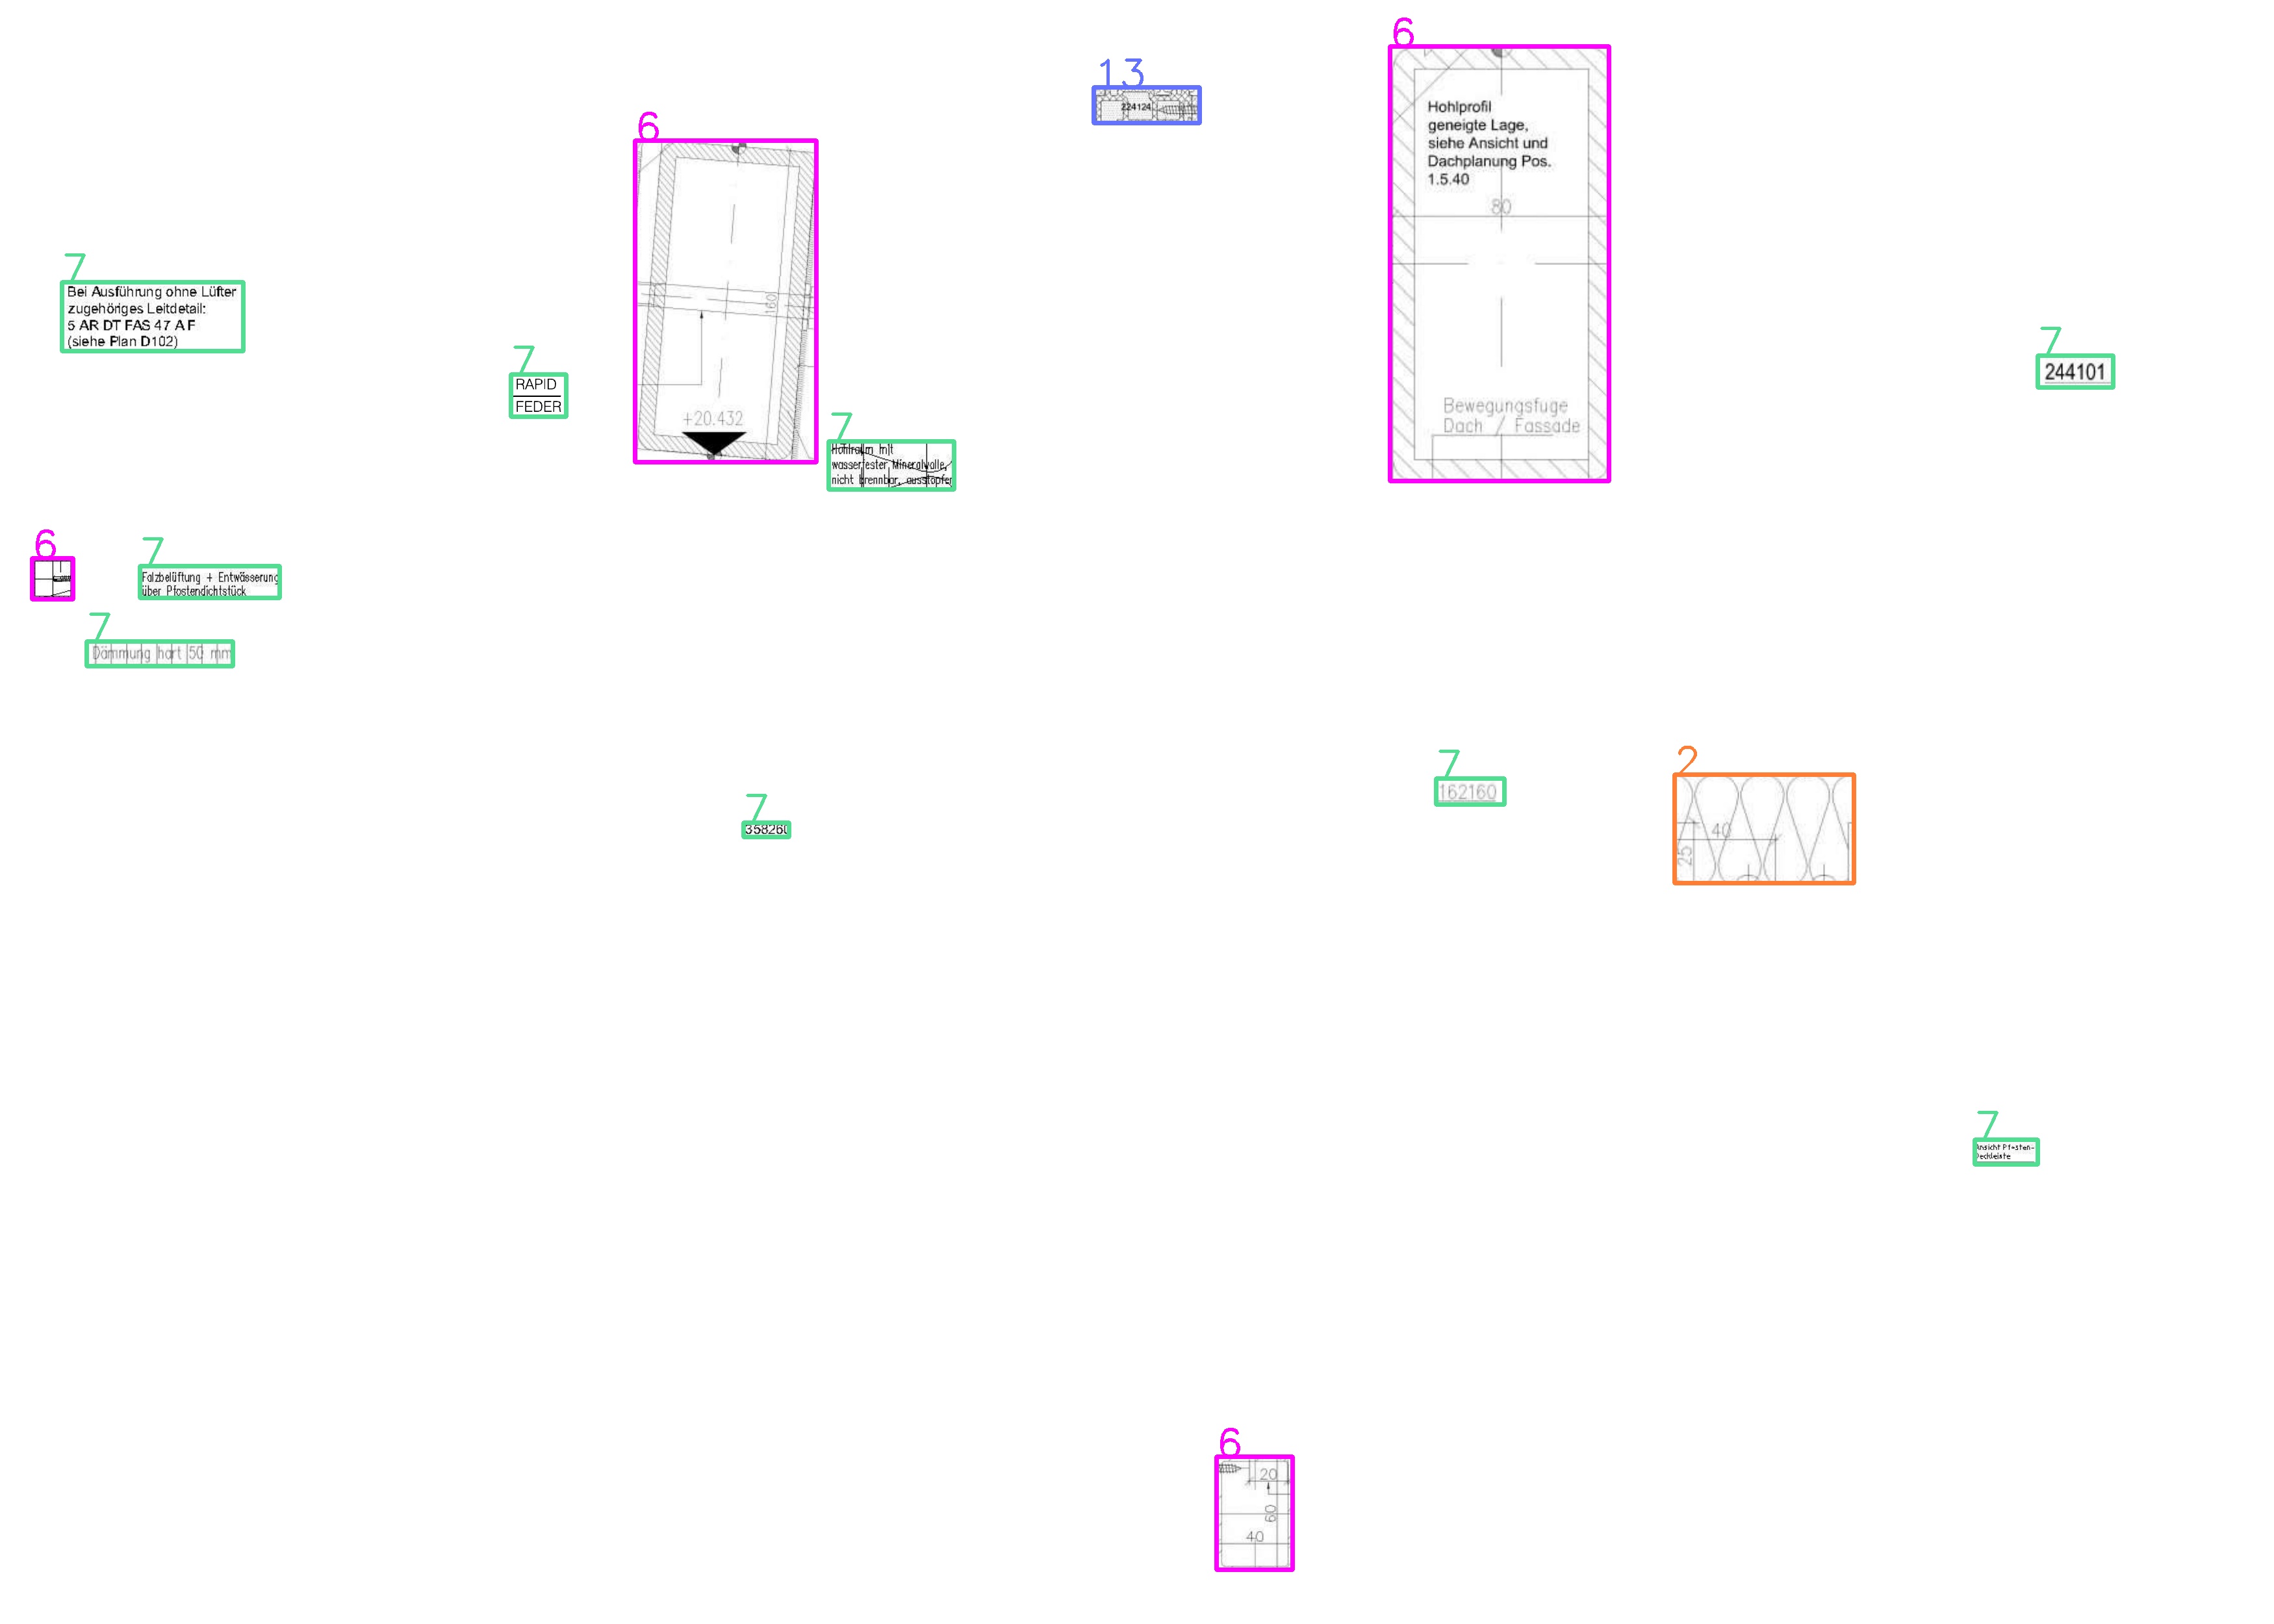 6
13
224124
6
Hohlprofil
geneigte Lage,
siehe Ansicht und
Dachplanung Pos.
1.5.40
80
Bewegungsfuge
Dach / Fassade
6
160
+20.432
7
Bei Ausführung ohne Lüfter
zugehöriges Leitdetail:
5 AR DT FAS 47 A F
(siehe Plan D102)
7
RAPID
FEDER
7
244101
7
Hohlraum mit
wasserfester Mineralwolle,
nicht brennbar, ausstopfen
6
7
Falzbelüftung + Entwässerung
über Pfostendichtstück
7
Dämmung hart 50 mm
7
358260
7
162160
2
40
25
7
Ansicht Pfosten-
Deckleiste
6
20
60
40